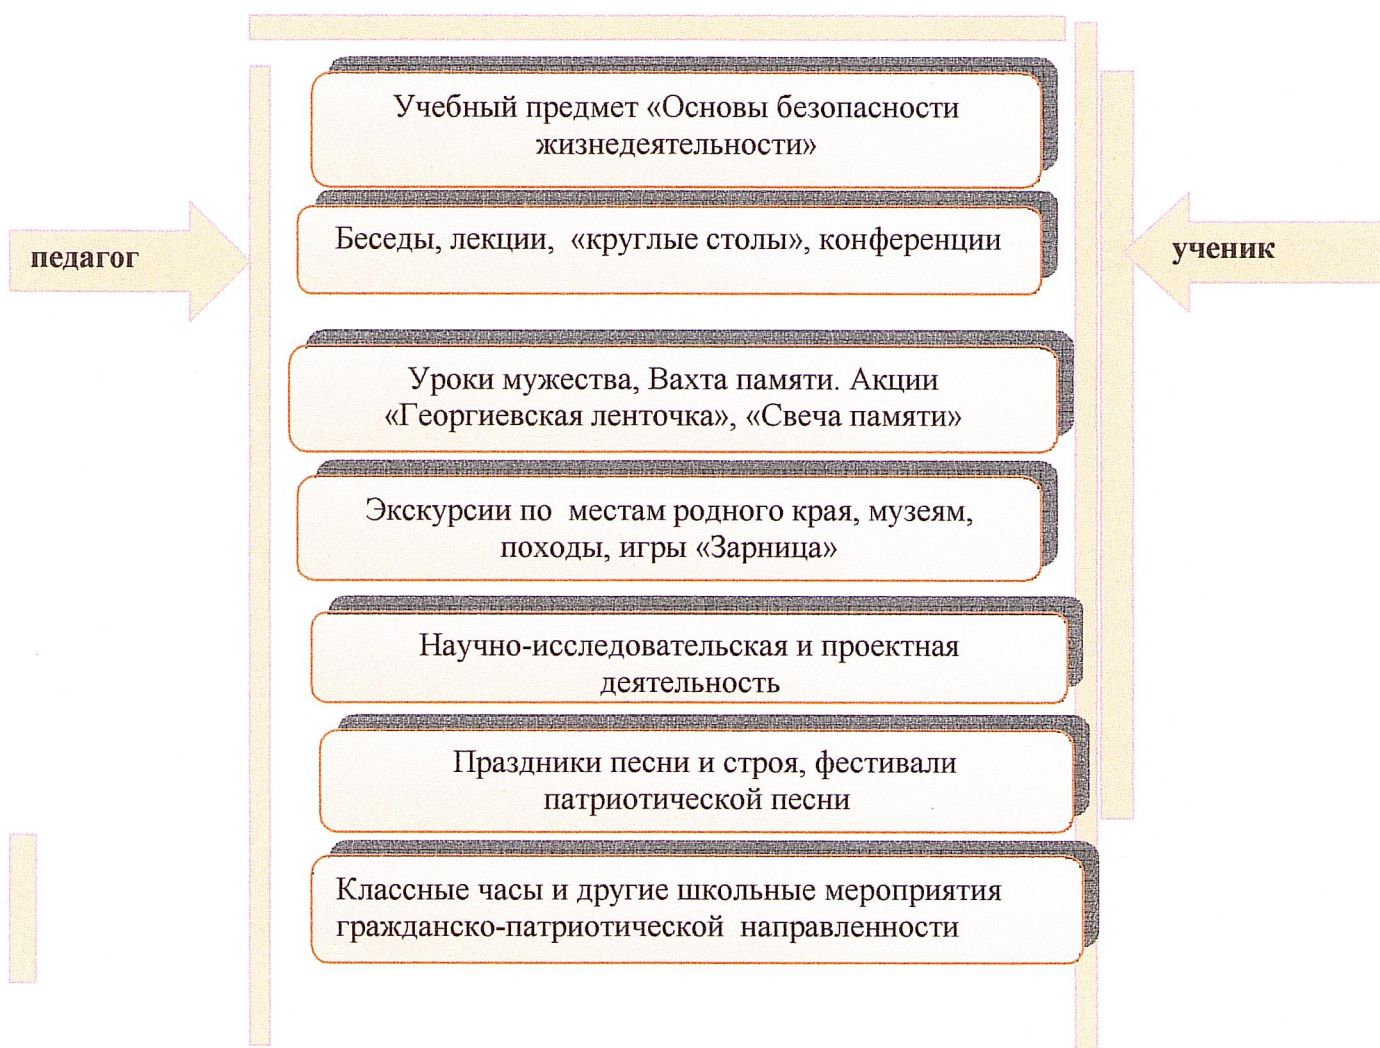 Учебный предмет «Основы безопасности
жизнедеятельности»
Беседы, лекции, «круглые столы», конференции
педагог
ученик
Уроки мужества, Вахта памяти. Акции
«Георгиевская ленточка», «Свеча памяти»
Экскурсии по местам родного края, музеям,
походы, игры «Зарница»
Научно-исследовательская и проектная
деятельность
Праздники песни и строя, фестивали
патриотической песни
Классные часы и другие школьные мероприятия
гражданско-патриотической направленности